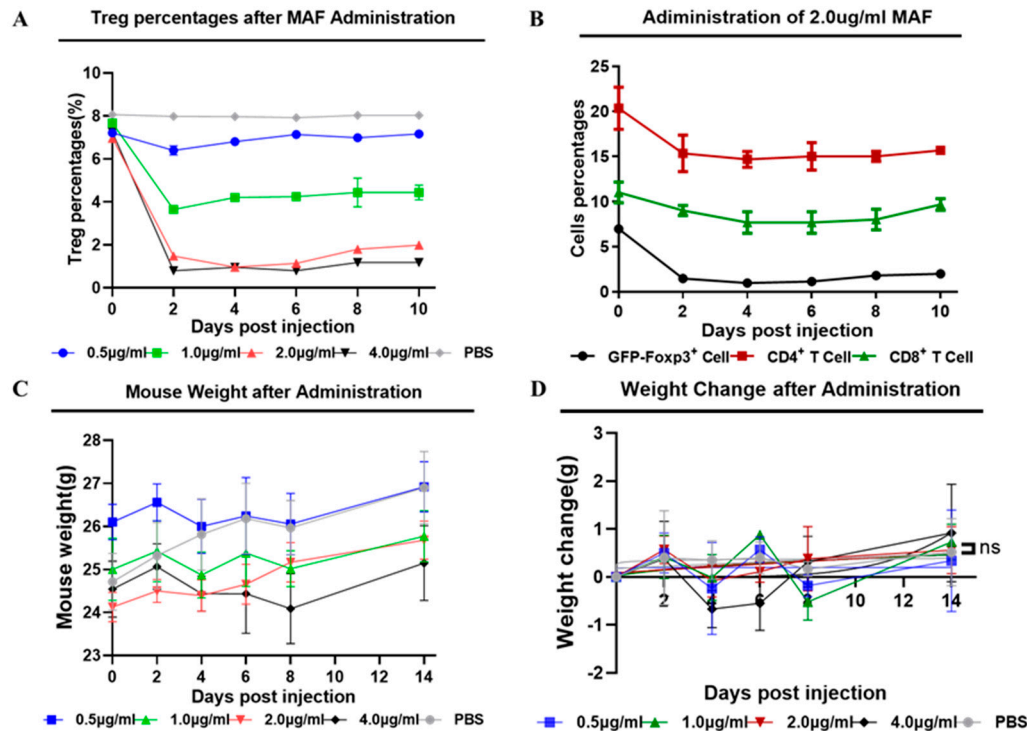 A Treg percentages after MAF Administration
Treg percentages(%)
10
8
6
4
2
0
0 2 4 6 8 10
Days post injection
0.5μg/ml 1.0μg/ml 2.0μg/ml 4.0μg/ml PBS
B Adiministration of 2.0ug/ml MAF
Cells percentages
25
20
15
10
5
0
0 2 4 6 8 10
Days post injection
GFP-Foxp3+ Cell CD4+ T Cell CD8+ T Cell
C Mouse Weight after Administration
Mouse weight(g)
28
27
26
25
24
23
0 2 4 6 8 10 12 14
Days post injection
0.5μg/ml 1.0μg/ml 2.0μg/ml 4.0μg/ml PBS
D Weight Change after Administration
Weight change(g)
3
2
1
0
-1
-2
2 4 6 8 10 12 14
ns
Days post injection
0.5μg/ml 1.0μg/ml 2.0μg/ml 4.0μg/ml PBS